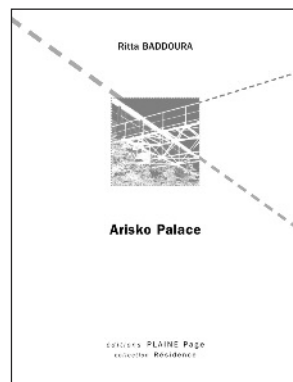 Ritta BADDOURA
Arisko Palace
éditions PLAINE Page
collection Résidence